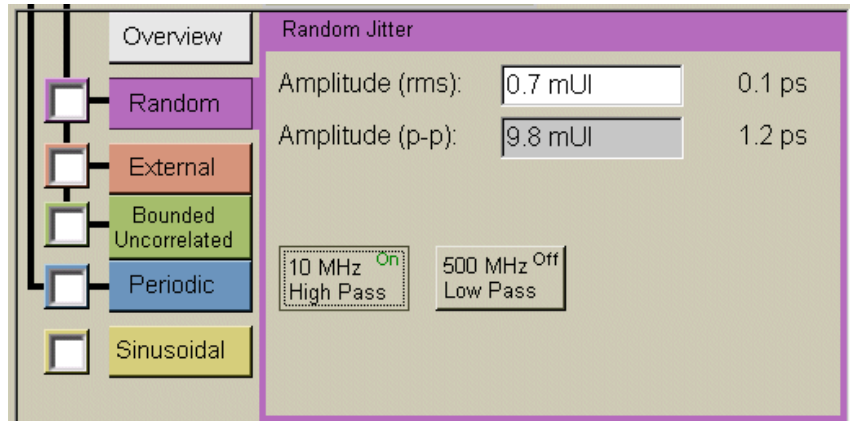 Overview
Random
External
Bounded
Uncorrelated
Periodic
Sinusoidal
Random Jitter
Amplitude (rms): 0.7 mUI 0.1 ps
Amplitude (p-p): 9.8 mUI 1.2 ps
10 MHz On
High Pass
500 MHz Off
Low Pass